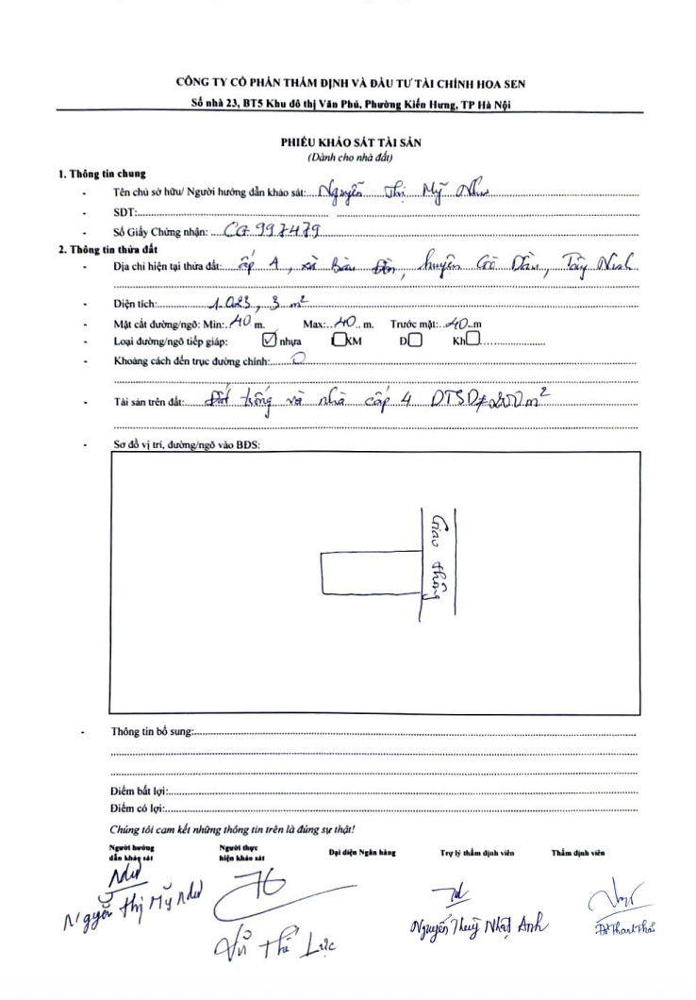 CÔNG TY CỔ PHẦN THẨM ĐỊNH VÀ ĐẦU TƯ TÀI CHÍNH HOA SEN
Số nhà 23, BT5 Khu đô thị Văn Phú, Phường Kiến Hưng, TP Hà Nội
PHIẾU KHẢO SÁT TÀI SẢN
(Dành cho nhà đất)
1. Thông tin chung
- Tên chủ sở hữu/ Người hướng dẫn khảo sát: Nguyễn Thị Mỹ Như
- SĐT:
- Số Giấy Chứng nhận: CG 997479
2. Thông tin thửa đất
- Địa chỉ hiện tại thửa đất: ấp 4, xã Bàu Đồn, huyện Gò Dầu, Tây Ninh
- Diện tích: 1.023,3 m²
- Mặt cắt đường/ngõ: Min: 40 m. Max: 40 m. Trước mặt: 40 m
- Loại đường/ngõ tiếp giáp: ☑ nhựa ☐XM Đ☐ Kh☐
- Khoảng cách đến trục đường chính: 0
- Tài sản trên đất: Đất trống và nhà cấp 4 DTSD 200m²
- Sơ đồ vị trí, đường/ngõ vào BĐS:
Giao thông
- Thông tin bổ sung:
Điểm bất lợi:
Điểm có lợi:
Chúng tôi cam kết những thông tin trên là đúng sự thật!
Người hướng dẫn khảo sát Người thực hiện khảo sát Đại diện Ngân hàng Trợ lý thẩm định viên Thẩm định viên
Nguyễn Thị Mỹ Như Vũ Thế Lực Nguyễn Thuỳ Nhật Anh